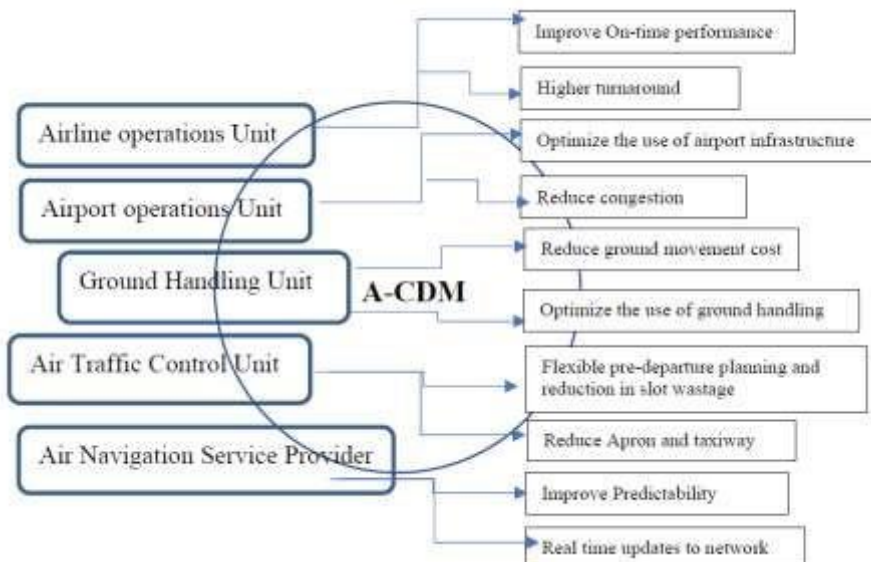 Improve On-time performance
Higher turnaround
Airline operations Unit
Optimize the use of airport infrastructure
Airport operations Unit
Reduce congestion
Ground Handling Unit
Reduce ground movement cost
A-CDM
Optimize the use of ground handling
Air Traffic Control Unit
Flexible pre-departure planning and
reduction in slot wastage
Reduce Apron and taxiway
Air Navigation Service Provider
Improve Predictability
Real time updates to network